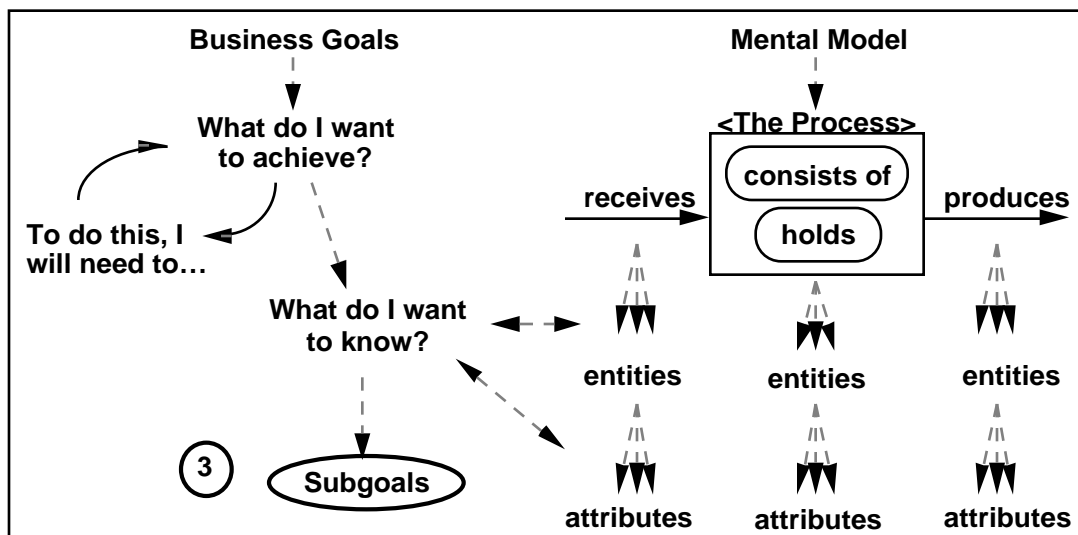 Business Goals
Mental Model
What do I want
to achieve?
<The Process>
consists of
receives
produces
holds
To do this, I
will need to…
What do I want
to know?
entities
entities
entities
3
Subgoals
attributes
attributes
attributes